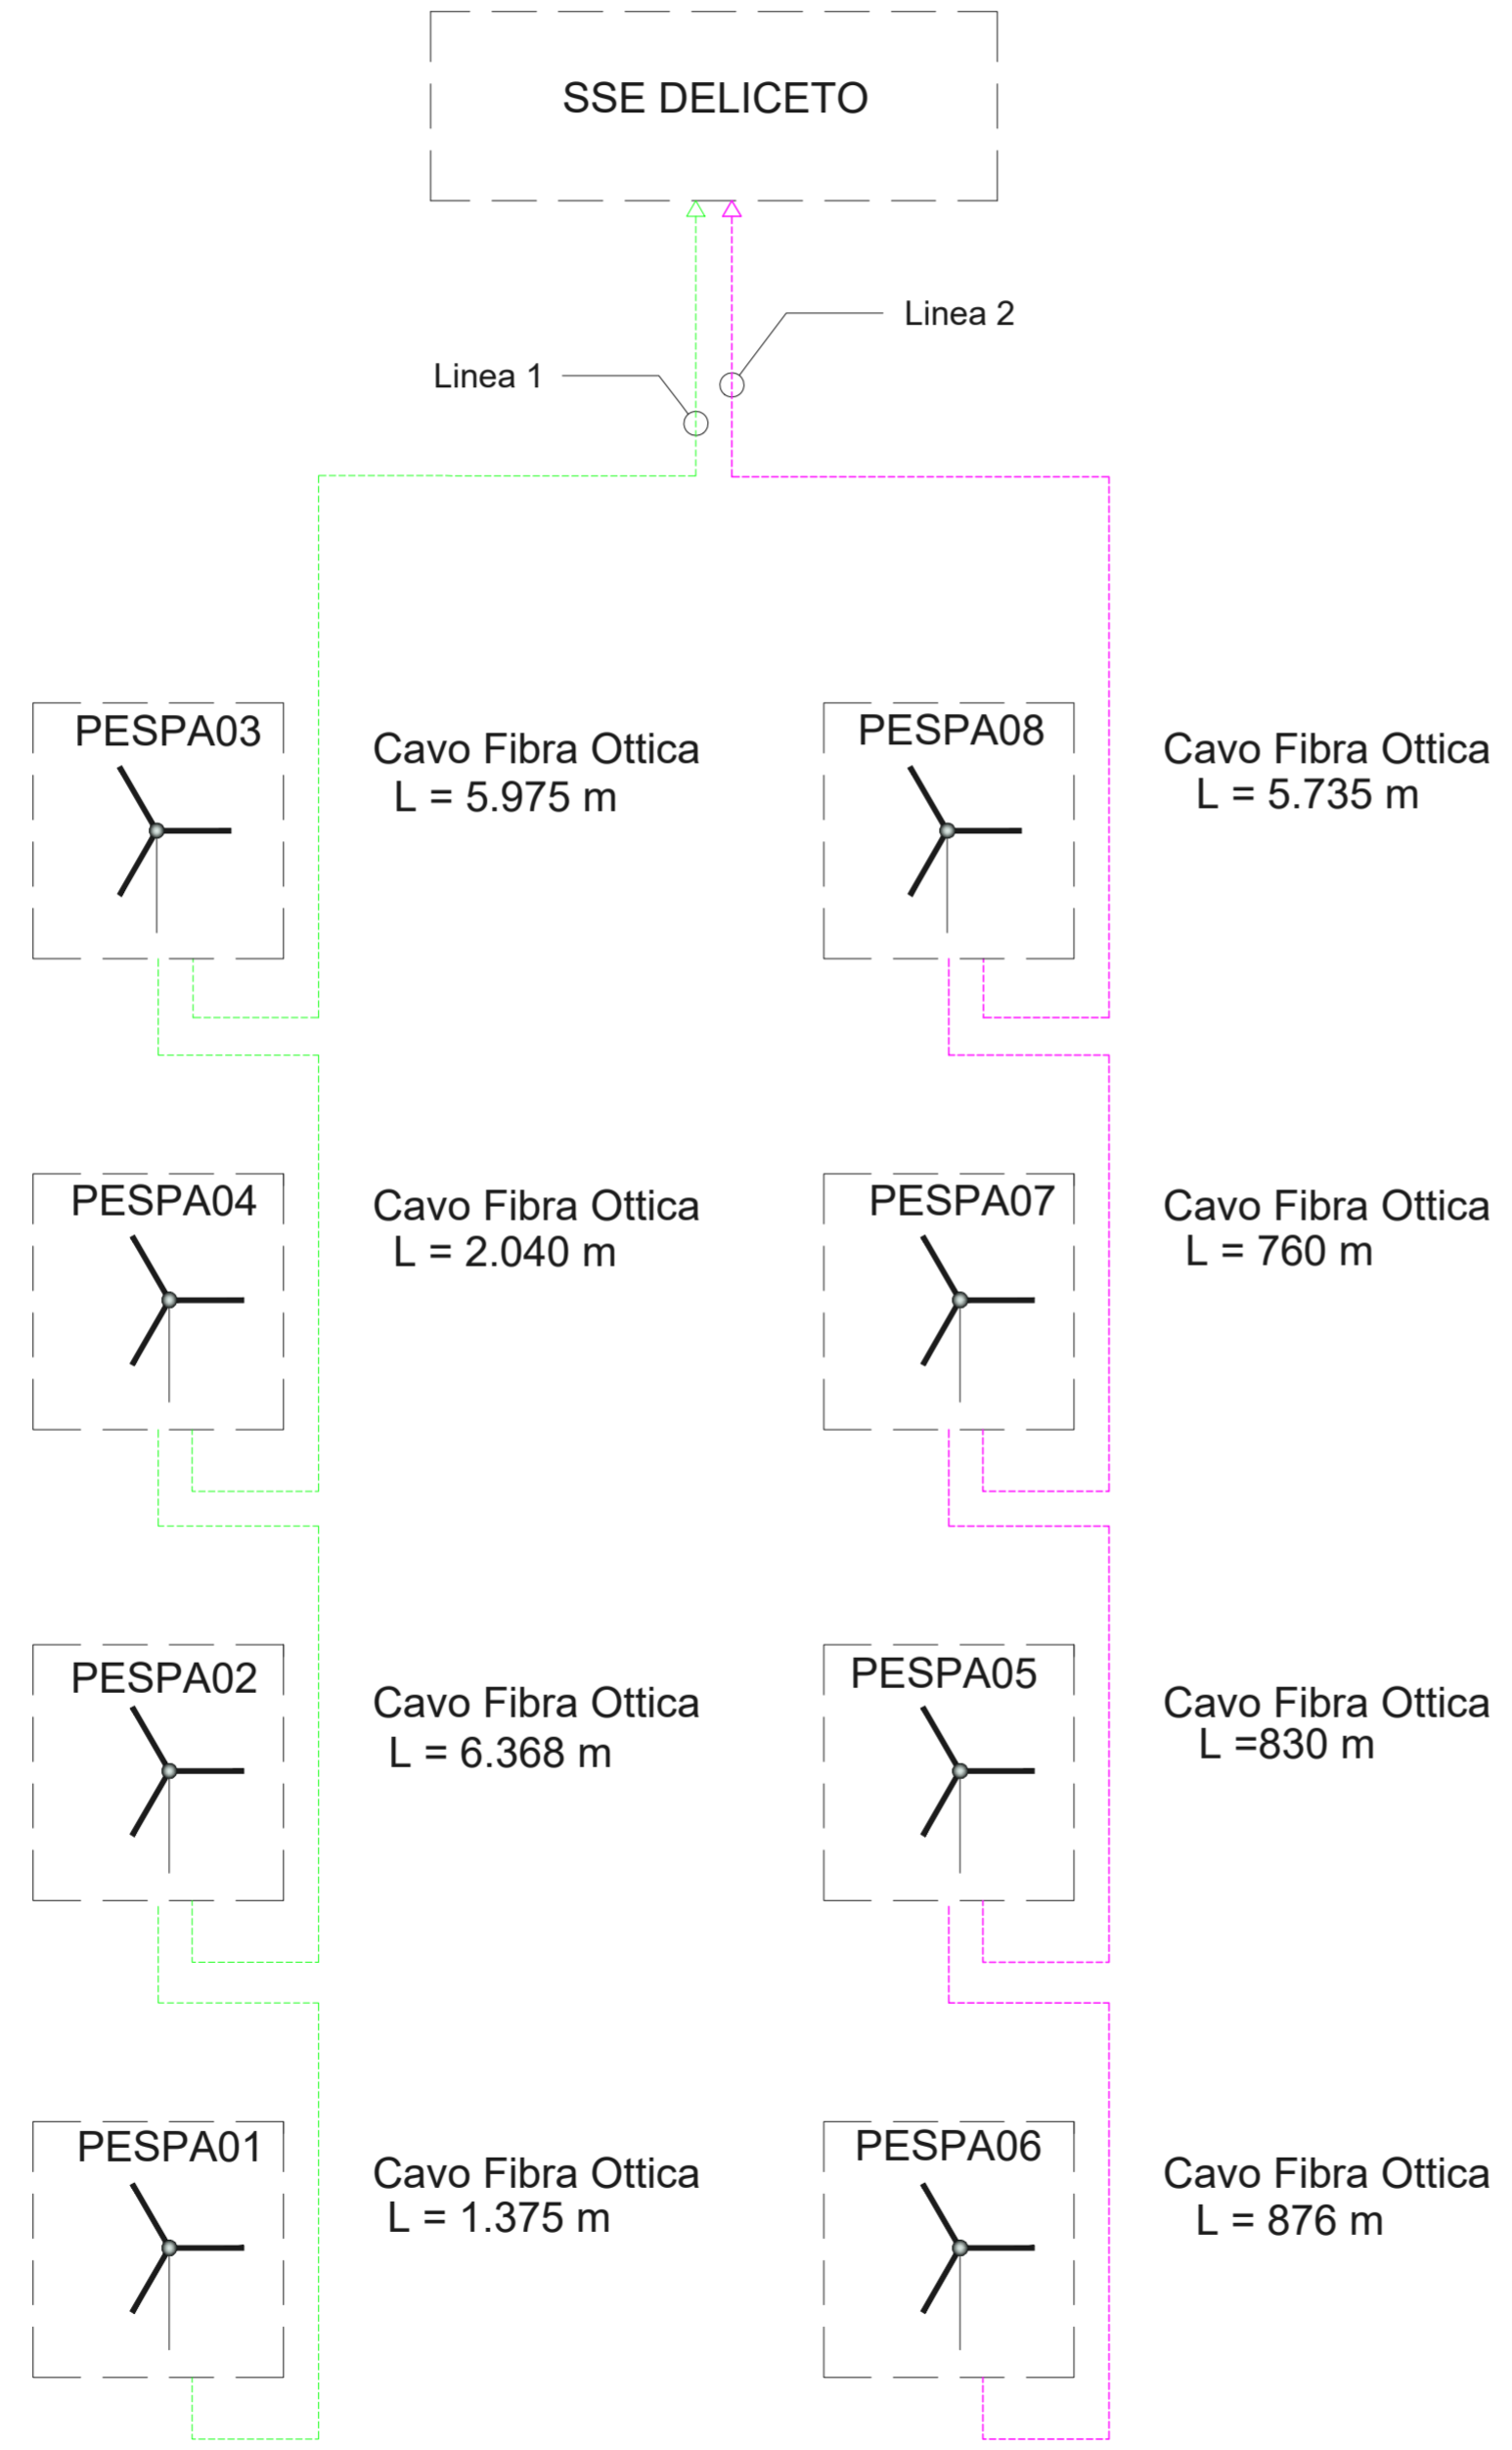 SSE DELICETO
Linea 2
Linea 1
PESPA03
Cavo Fibra Ottica
L = 5.975 m
PESPA08
Cavo Fibra Ottica
L = 5.735 m
PESPA04
Cavo Fibra Ottica
L = 2.040 m
PESPA07
Cavo Fibra Ottica
L = 760 m
PESPA02
Cavo Fibra Ottica
L = 6.368 m
PESPA05
Cavo Fibra Ottica
L =830 m
PESPA01
Cavo Fibra Ottica
L = 1.375 m
PESPA06
Cavo Fibra Ottica
L = 876 m